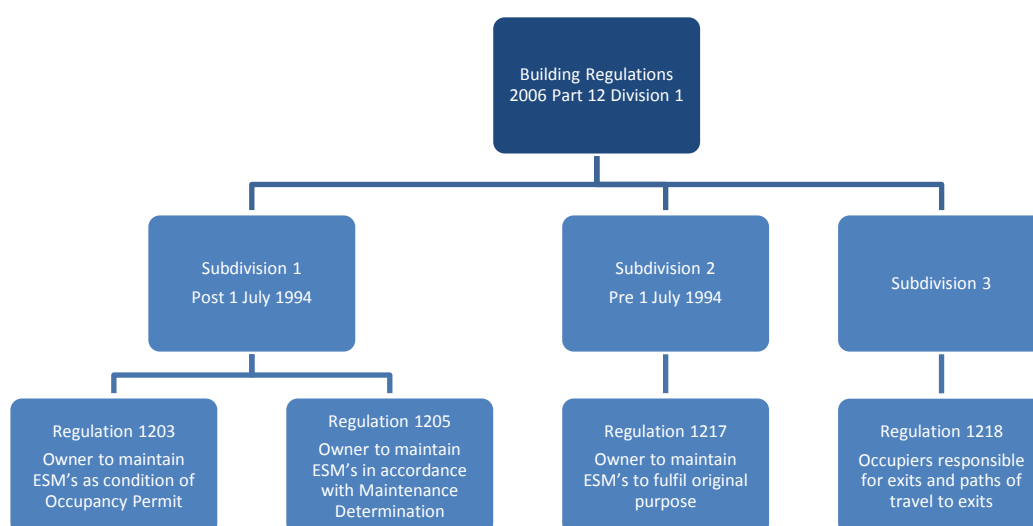 Building Regulations
2006 Part 12 Division 1
Subdivision 1
Post 1 July 1994
Subdivision 2
Pre 1 July 1994
Subdivision 3
Regulation 1203
Owner to maintain
ESM's as condition of
Occupancy Permit
Regulation 1205
Owner to maintain
ESM's in accordance
with Maintenance
Determination
Regulation 1217
Owner to maintain
ESM's to fulfil original
purpose
Regulation 1218
Occupiers responsible
for exits and paths of
travel to exits